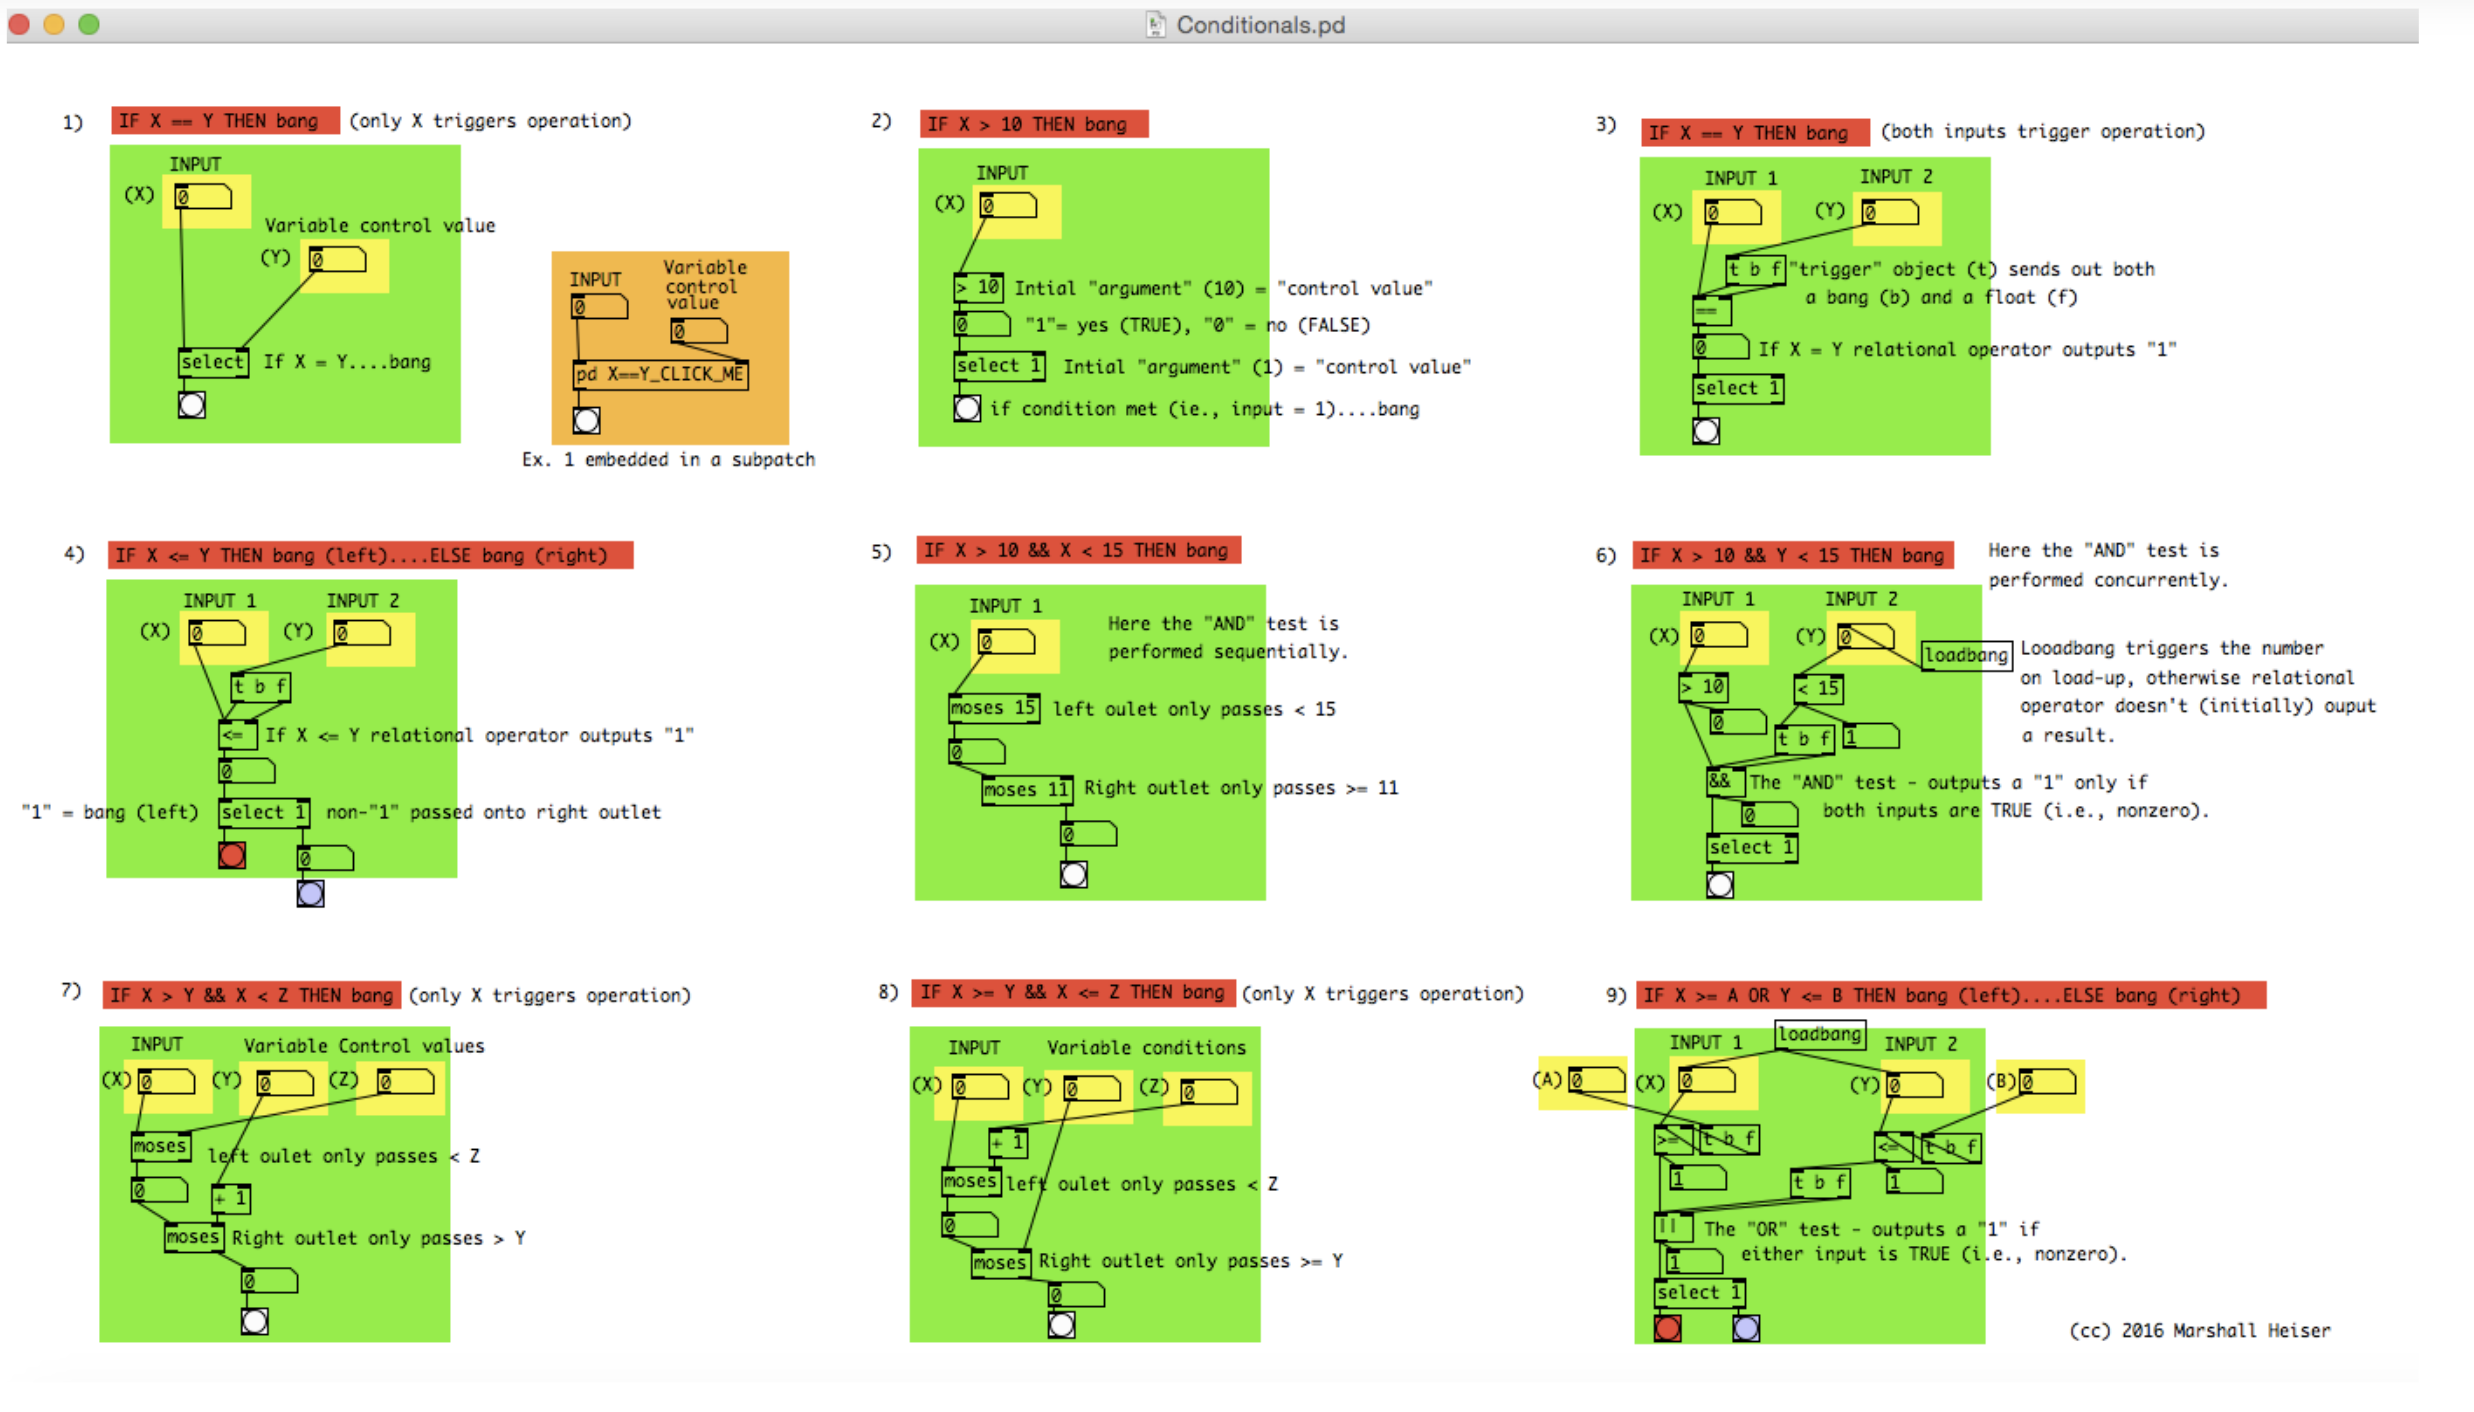 Conditionals.pd
1)
IF X == Y THEN bang
(only X triggers operation)
INPUT
(X)
0
Variable control value
(Y)
0
select
If X = Y....bang
INPUT
Variable
control
value
0
0
pd X==Y_CLICK_ME
Ex. 1 embedded in a subpatch
2)
IF X > 10 THEN bang
INPUT
(X)
0
> 10
Intial "argument" (10) = "control value"
0
"1"= yes (TRUE), "0" = no (FALSE)
select 1
Intial "argument" (1) = "control value"
if condition met (ie., input = 1)....bang
3)
IF X == Y THEN bang
(both inputs trigger operation)
INPUT 1
INPUT 2
(X)
0
(Y)
0
t b f
"trigger" object (t) sends out both
a bang (b) and a float (f)
==
0
If X = Y relational operator outputs "1"
select 1
4)
IF X <= Y THEN bang (left)....ELSE bang (right)
INPUT 1
INPUT 2
(X)
0
(Y)
0
t b f
<=
If X <= Y relational operator outputs "1"
0
"1" = bang (left)
select 1
non-"1" passed onto right outlet
0
5)
IF X > 10 && X < 15 THEN bang
INPUT 1
(X)
0
Here the "AND" test is
performed sequentially.
moses 15
left oulet only passes < 15
0
moses 11
Right outlet only passes >= 11
0
6)
IF X > 10 && Y < 15 THEN bang
Here the "AND" test is
performed concurrently.
INPUT 1
INPUT 2
(X)
0
(Y)
0
loadbang
Looadbang triggers the number
on load-up, otherwise relational
operator doesn't (initially) ouput
a result.
> 10
< 15
0
t b f
1
&&
The "AND" test - outputs a "1" only if
both inputs are TRUE (i.e., nonzero).
0
select 1
7)
IF X > Y && X < Z THEN bang
(only X triggers operation)
INPUT
Variable Control values
(X)
0
(Y)
0
(Z)
0
moses
left oulet only passes < Z
0
+ 1
moses
Right outlet only passes > Y
0
8)
IF X >= Y && X <= Z THEN bang
(only X triggers operation)
INPUT
Variable conditions
(X)
0
(Y)
0
(Z)
0
+ 1
moses
left oulet only passes < Z
0
moses
Right outlet only passes >= Y
0
9)
IF X >= A OR Y <= B THEN bang (left)....ELSE bang (right)
loadbang
INPUT 1
INPUT 2
(A)
0
(X)
0
(Y)
0
(B)
0
>=
t b f
<=
t b f
1
t b f
1
||
The "OR" test - outputs a "1" if
either input is TRUE (i.e., nonzero).
1
select 1
(cc) 2016 Marshall Heiser